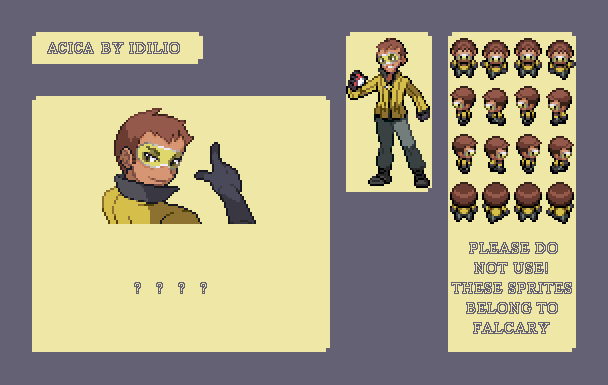 ACICA BY IDILIO
? ? ? ?
PLEASE DO
NOT USE!
THESE SPRITES
BELONG TO
FALCARY